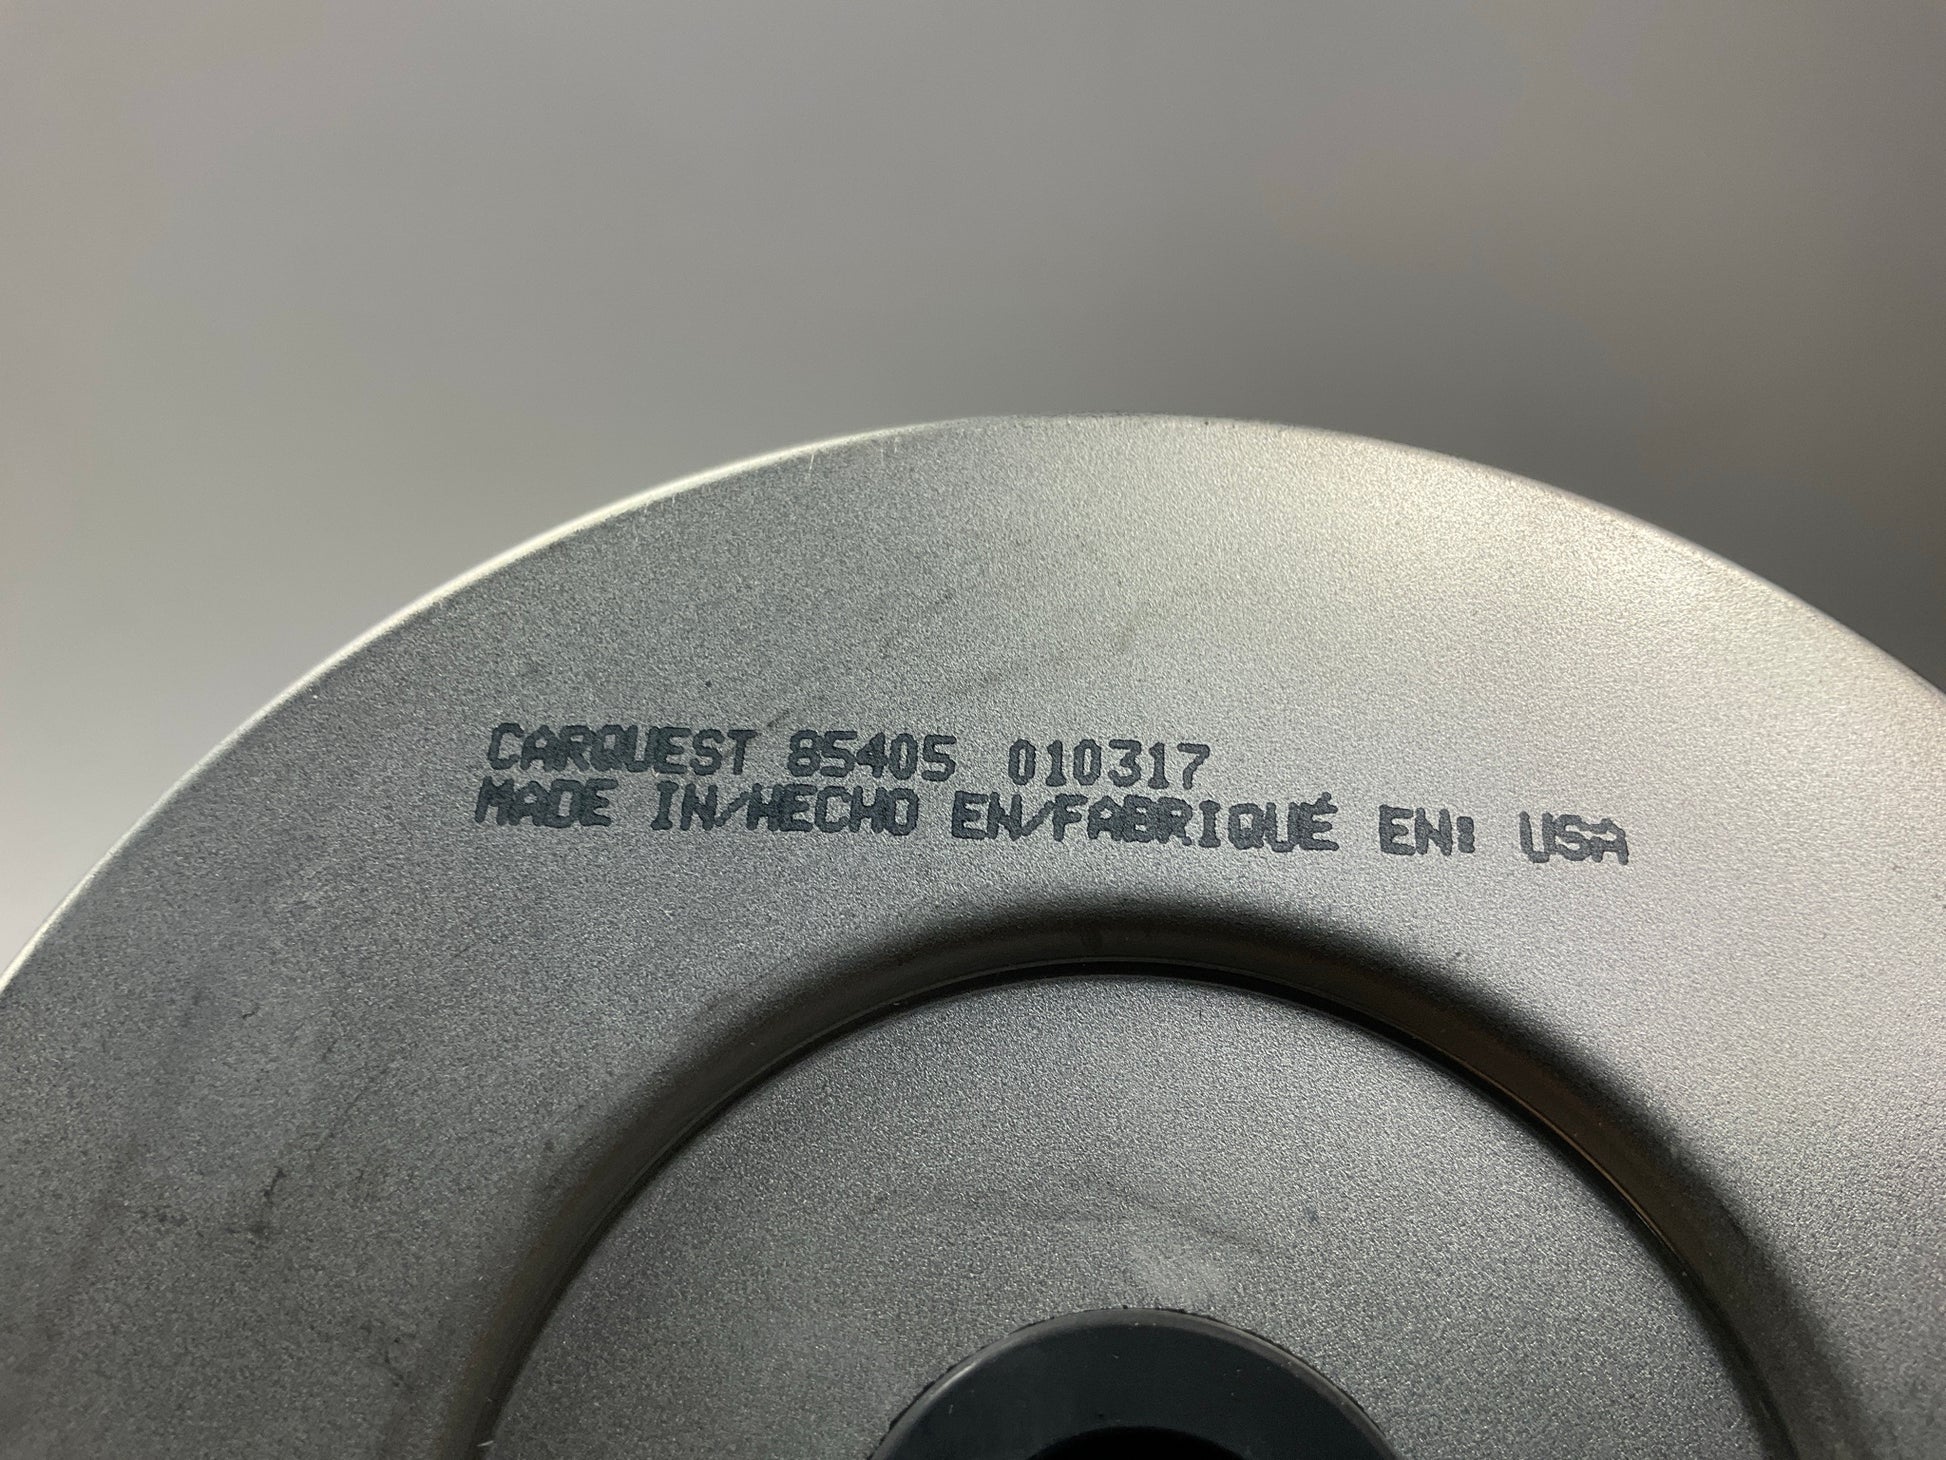 CARQUEST 85405 010317
MADE IN/HECHO EN/FABRIQUÉ EN: USA